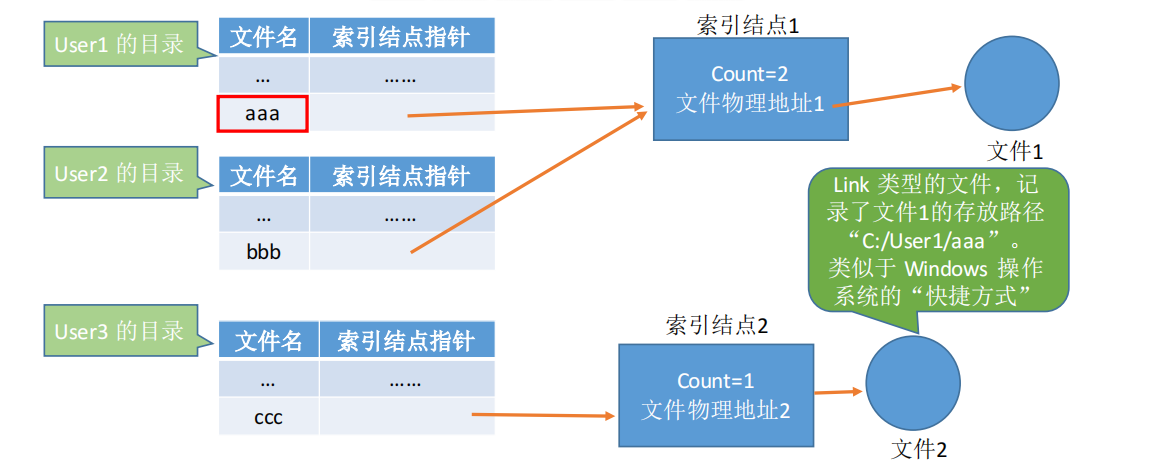 User1 的目录
文件名 索引结点指针
... ……
aaa
User2 的目录
文件名 索引结点指针
... ……
bbb
User3 的目录
文件名 索引结点指针
... ……
ccc
索引结点1
Count=2
文件物理地址1
文件1
Link 类型的文件，记
录了文件1的存放路径
“C:/User1/aaa”。
类似于 Windows 操作
系统的“快捷方式”
索引结点2
Count=1
文件物理地址2
文件2